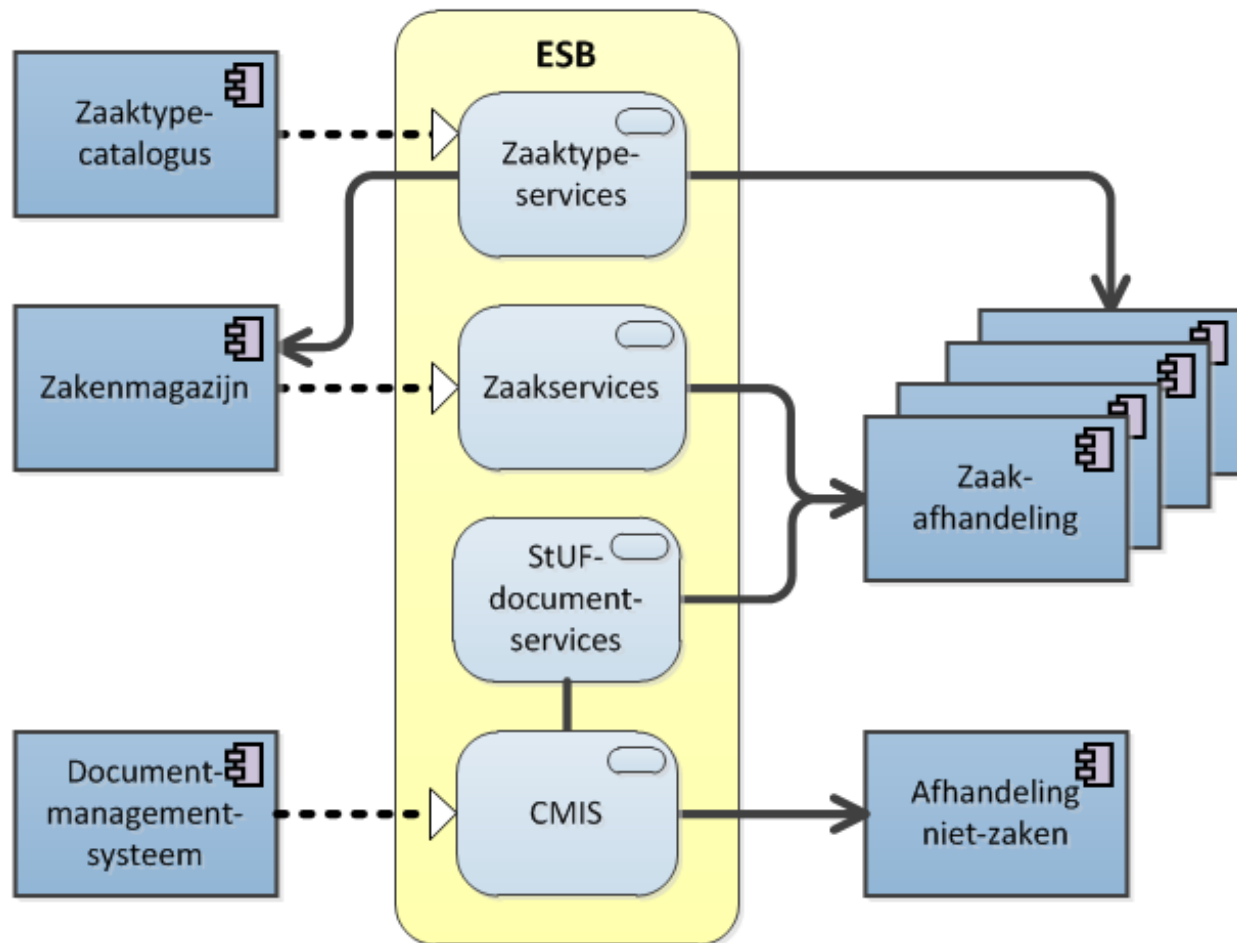 ESB
Zaaktype-
catalogus
Zaaktype-
services
Zakenmagazijn
Zaakservices
Zaak-
afhandeling
StUF-
document-
services
Document-
management-
systeem
CMIS
Afhandeling
niet-zaken